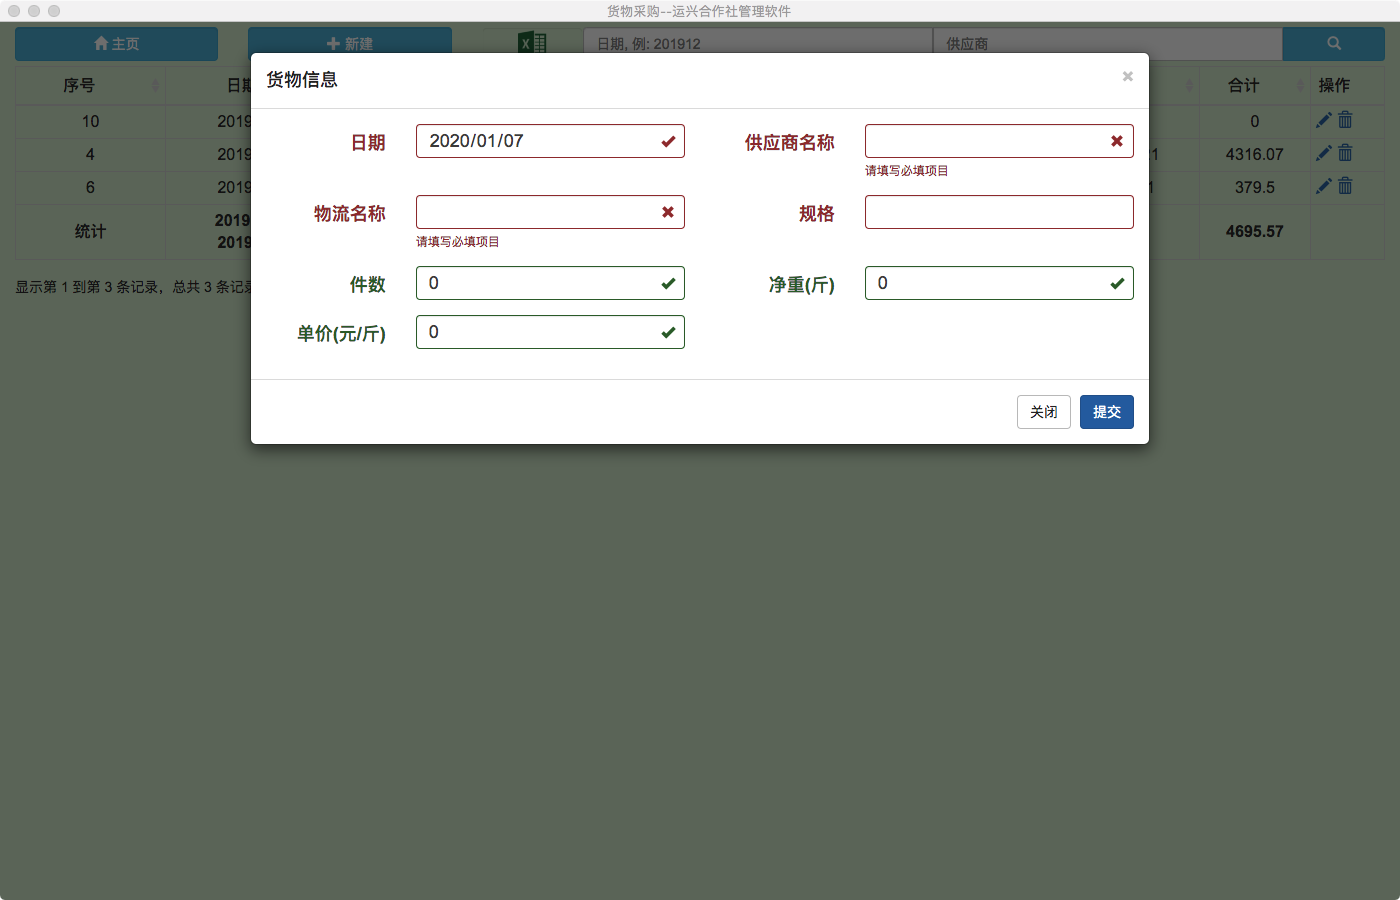 货物采购--运兴合作社管理软件
主页 新建 日期, 例: 201912 供应商
货物信息
序号 合计 操作
10 2019 0
4 2019 4316.07
6 2019 379.5
统计 2019 4695.57
2019
显示第 1 到第 3 条记录，总共 3 条记录
日期 2020/01/07 供应商名称
请填写必填项目
物流名称 规格
请填写必填项目
件数 0 净重(斤) 0
单价(元/斤) 0
关闭 提交